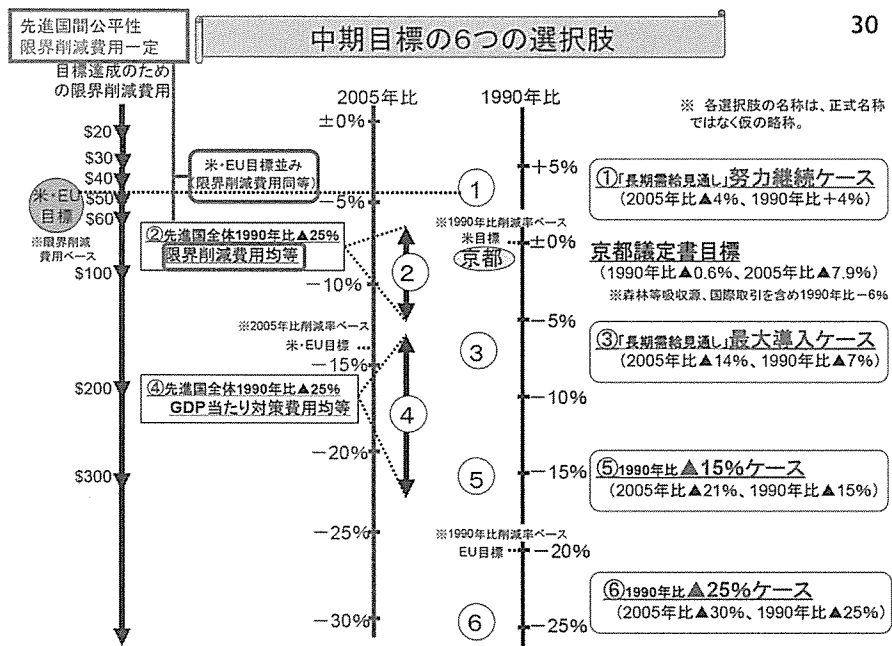 先進国間公平性
限界削減費用一定
中期目標の6つの選択肢
30
目標達成のため
の限界削減費用
2005年比
1990年比
※ 各選択肢の名称は、正式名称
ではなく仮の略称。
$20
$30
$40
$50
$60
$100
$200
$300
米・EU
目標
※限界削減
費用ベース
米・EU目標並み
(限界削減費用同等)
②先進国全体1990年比▲25%
限界削減費用均等
※2005年比削減率ベース
米・EU目標
④先進国全体1990年比▲25%
GDP当たり対策費用均等
±0%
−5%
−10%
−15%
−20%
−25%
−30%
②
④
①
※1990年比削減率ベース
米目標
京都
③
⑤
※1990年比削減率ベース
EU目標
⑥
+5%
±0%
−5%
−10%
−15%
−20%
−25%
①「長期需給見通し」努力継続ケース
(2005年比▲4%、1990年比+4%)
京都議定書目標
(1990年比▲0.6%、2005年比▲7.9%)
※森林等吸収源、国際取引を含め1990年比−6%
③「長期需給見通し」最大導入ケース
(2005年比▲14%、1990年比▲7%)
⑤1990年比▲15%ケース
(2005年比▲21%、1990年比▲15%)
⑥1990年比▲25%ケース
(2005年比▲30%、1990年比▲25%)